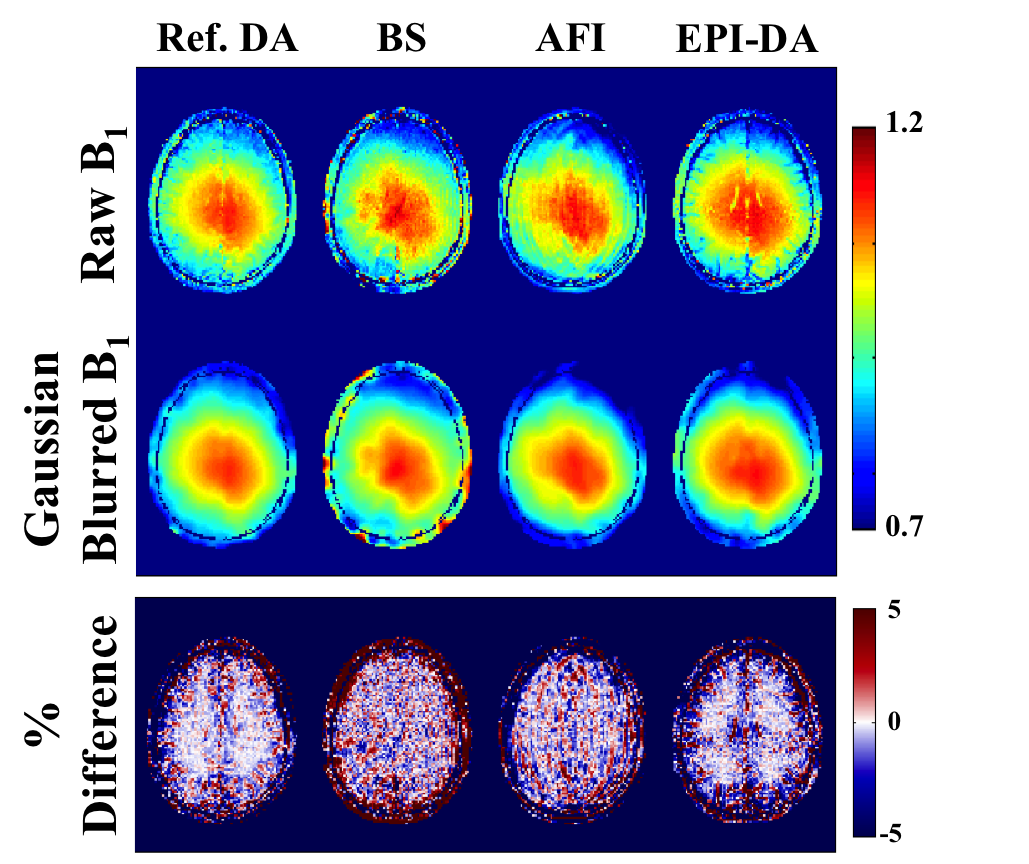 Ref. DA BS AFI EPI-DA
Raw B1
1.2
0.7
Gaussian
Blurred B1
%
Difference
5
0
-5